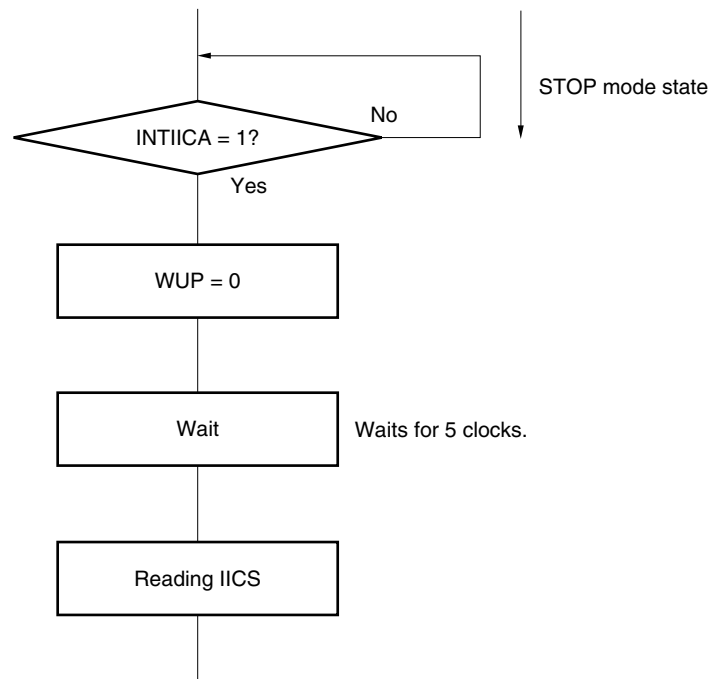 STOP mode state
No
INTIICA = 1?
Yes
WUP = 0
Wait
Waits for 5 clocks.
Reading IICS